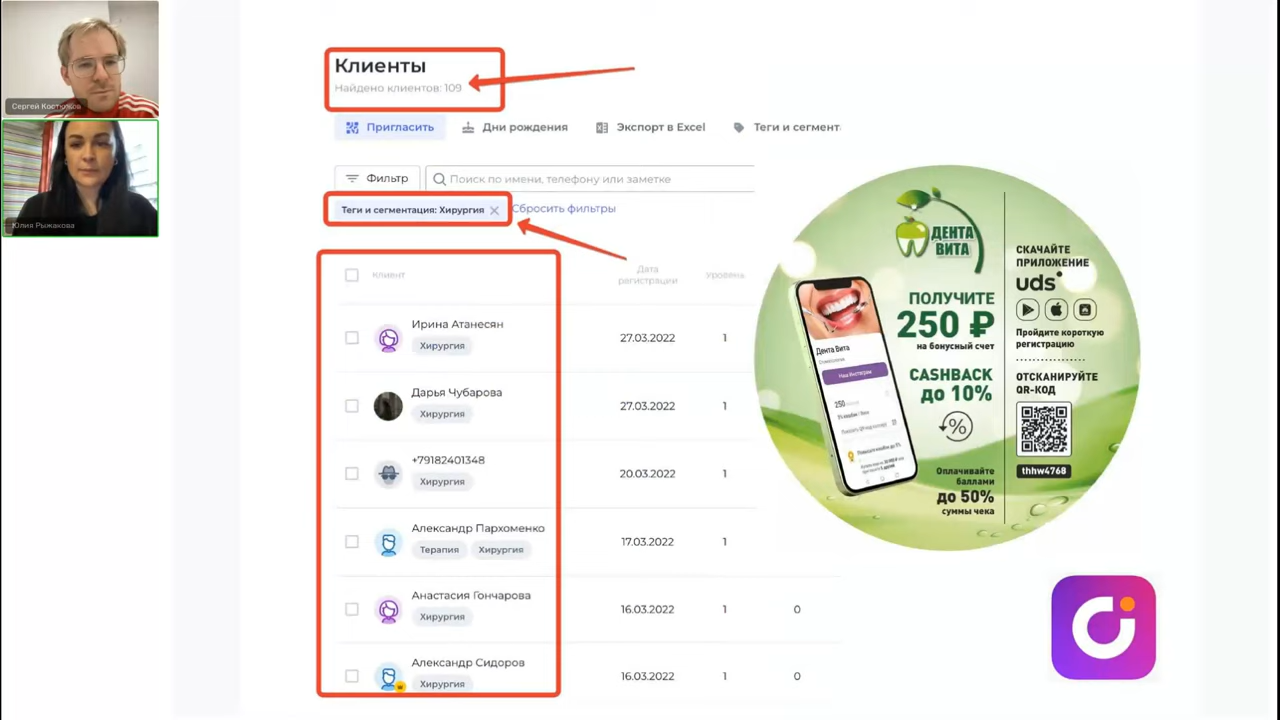 Сергей Костюков
Юлия Рыжакова
Клиенты
Найдено клиентов: 109
Пригласить
Дни рождения
Экспорт в Excel
Теги и сегмент
Фильтр
Поиск по имени, телефону или заметке
Теги и сегментация: Хирургия
Сбросить фильтры
Клиент
Дата
регистрации
Уровень
Ирина Атанесян
Хирургия
27.03.2022
1
Дарья Чубарова
Хирургия
27.03.2022
1
+79182401348
Хирургия
20.03.2022
1
Александр Пархоменко
Терапия Хирургия
17.03.2022
1
Анастасия Гончарова
Хирургия
16.03.2022
1
0
Александр Сидоров
Хирургия
16.03.2022
1
0
ДЕНТА
ВИТА
ПОЛУЧИТЕ
250 ₽
на бонусный счет
CASHBACK
до 10%
%
Оплачивайте
баллами
до 50%
суммы чека
Дента Вита
Наш Инстаграм
250
СКАЧАЙТЕ
ПРИЛОЖЕНИЕ
uds
Пройдите короткую
регистрацию
ОТСКАНИРУЙТЕ
QR-КОД
thhw4768